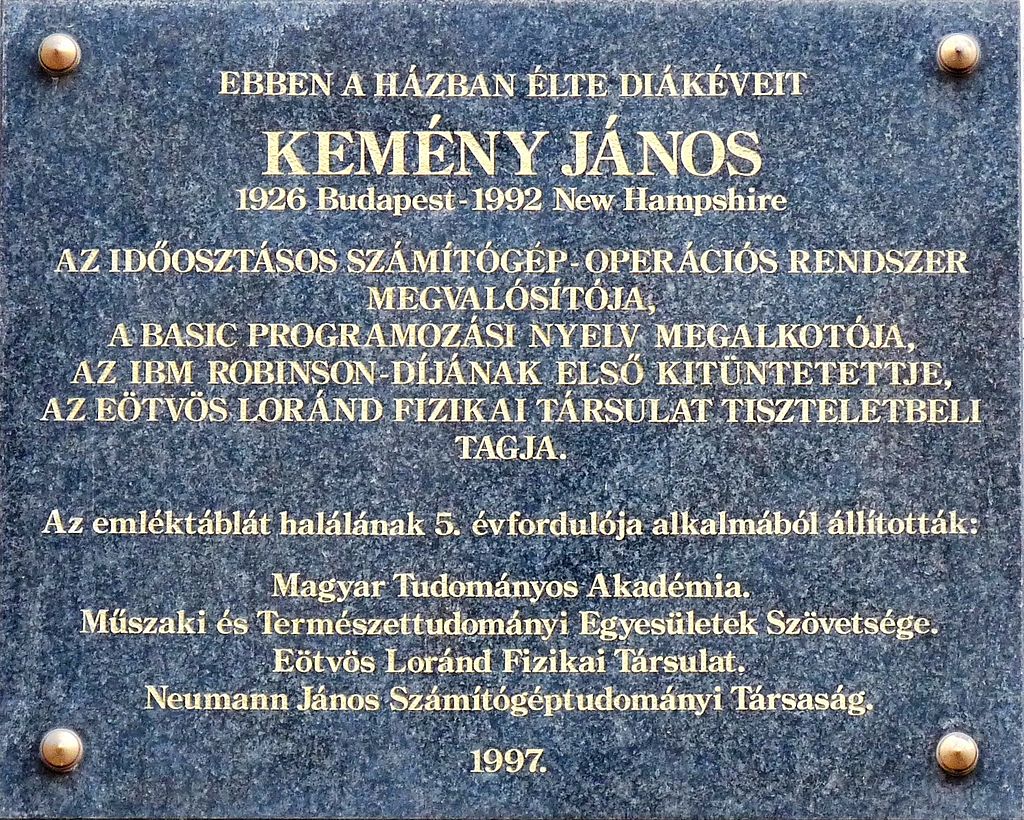 EBBEN A HÁZBAN ÉLTE DIÁKÉVEIT
KEMÉNY JÁNOS
1926 Budapest - 1992 New Hampshire
AZ IDŐOSZTÁSOS SZÁMÍTÓGÉP - OPERÁCIÓS RENDSZER
MEGVALÓSÍTÓJA,
A BASIC PROGRAMOZÁSI NYELV MEGALKOTÓJA,
AZ IBM ROBINSON-DÍJÁNAK ELSŐ KITÜNTETETTJE,
AZ EÖTVÖS LORÁND FIZIKAI TÁRSULAT TISZTELETBELI
TAGJA.
Az emléktáblát halálának 5. évfordulója alkalmából állították:
Magyar Tudományos Akadémia.
Műszaki és Természettudományi Egyesületek Szövetsége.
Eötvös Loránd Fizikai Társulat.
Neumann János Számítógéptudományi Társaság.
1997.